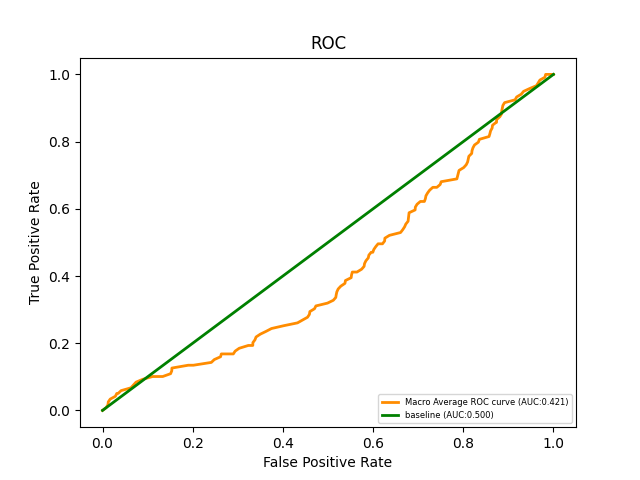 ROC
True Positive Rate
1.0
0.8
0.6
0.4
0.2
0.0
0.0 0.2 0.4 0.6 0.8 1.0
False Positive Rate
Macro Average ROC curve (AUC:0.421)
baseline (AUC:0.500)